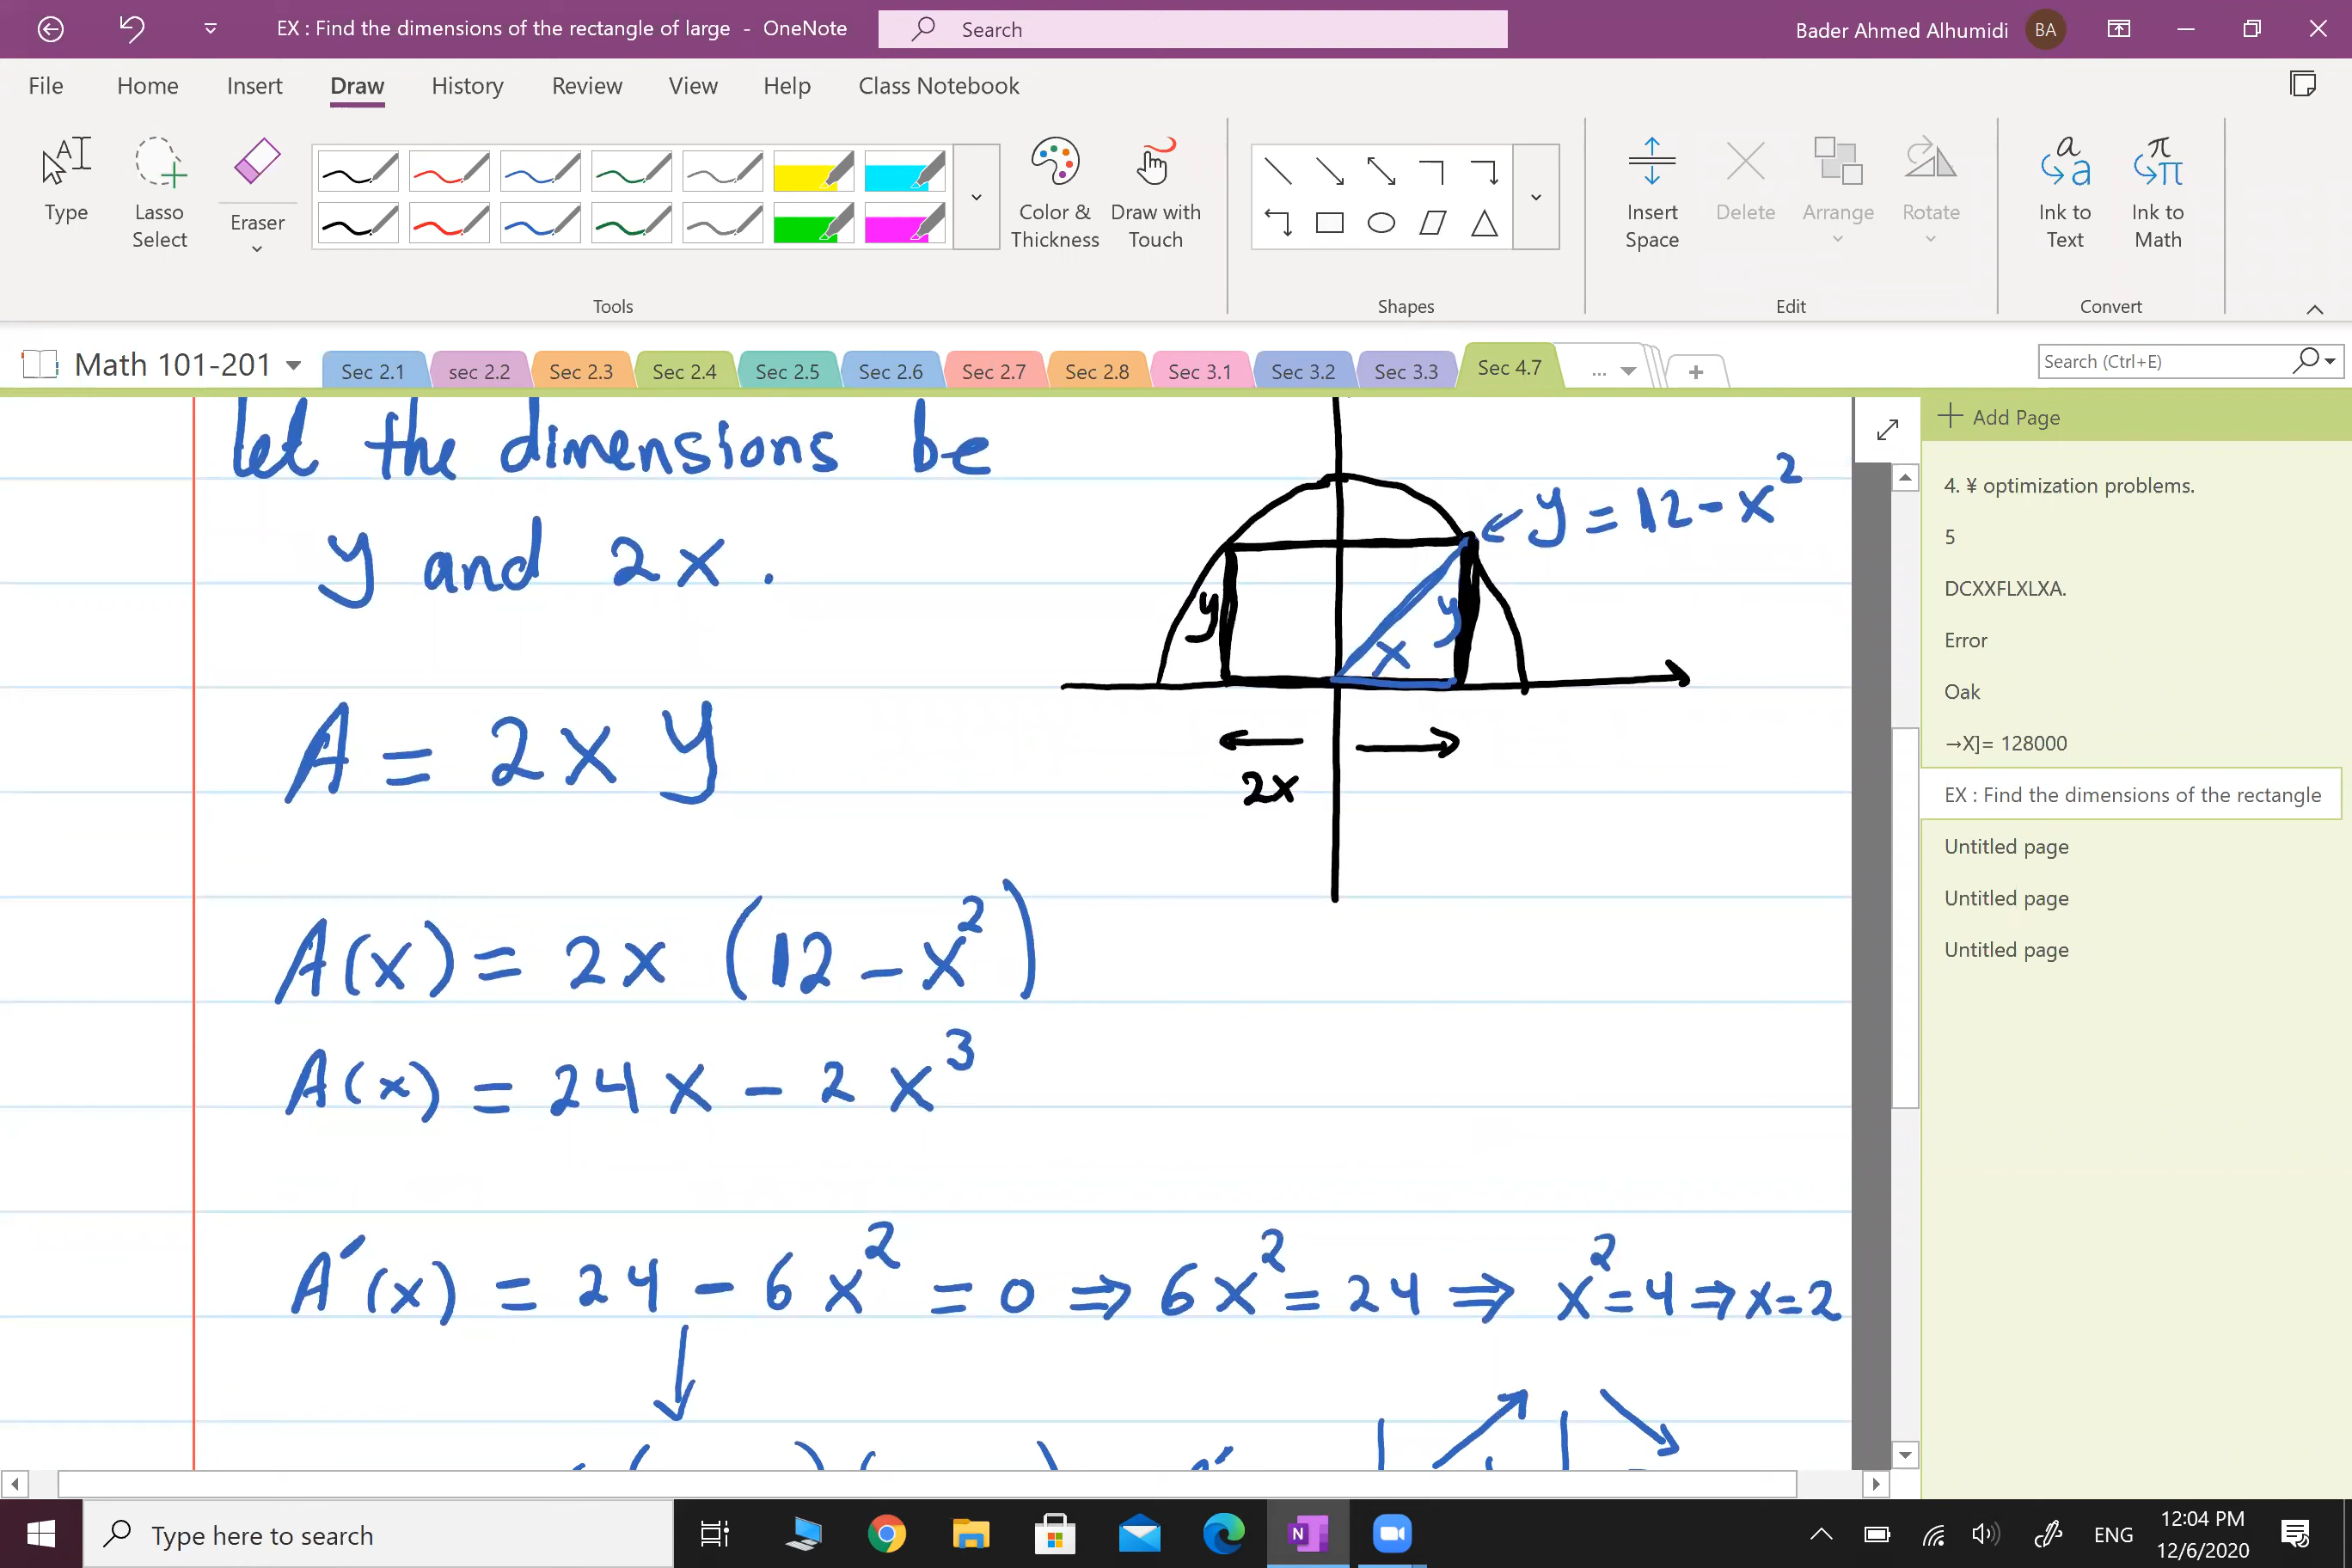 EX : Find the dimensions of the rectangle of large - OneNote
Search
Bader Ahmed Alhumidi
BA
File Home Insert Draw History Review View Help Class Notebook
Type
Lasso Select
Eraser
Color & Thickness
Draw with Touch
Insert Space
Delete
Arrange
Rotate
Ink to Text
Ink to Math
Tools
Shapes
Edit
Convert
Math 101-201
Sec 2.1 sec 2.2 Sec 2.3 Sec 2.4 Sec 2.5 Sec 2.6 Sec 2.7 Sec 2.8 Sec 3.1 Sec 3.2 Sec 3.3 Sec 4.7 ... +
Search (Ctrl+E)
let the dimensions be
y and 2x.
y = 12 - x²
y
x
y
2x
A = 2xy
A(x) = 2x (12 - x²)
A(x) = 24x - 2x³
A′(x) = 24 - 6x² = 0 ⇒ 6x² = 24 ⇒ x² = 4 ⇒ x = 2
Add Page
4. ¥ optimization problems.
5
DCXXFLXLXA.
Error
Oak
→X]= 128000
EX : Find the dimensions of the rectangle
Untitled page
Untitled page
Untitled page
Type here to search
ENG
12:04 PM
12/6/2020